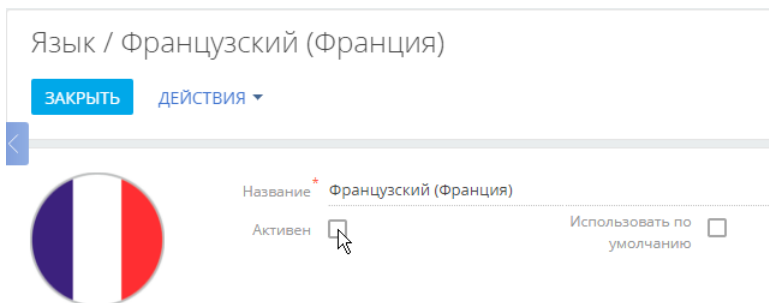 Язык / Французский (Франция)
ЗАКРЫТЬ ДЕЙСТВИЯ
Название* Французский (Франция)
Активен Использовать по
умолчанию